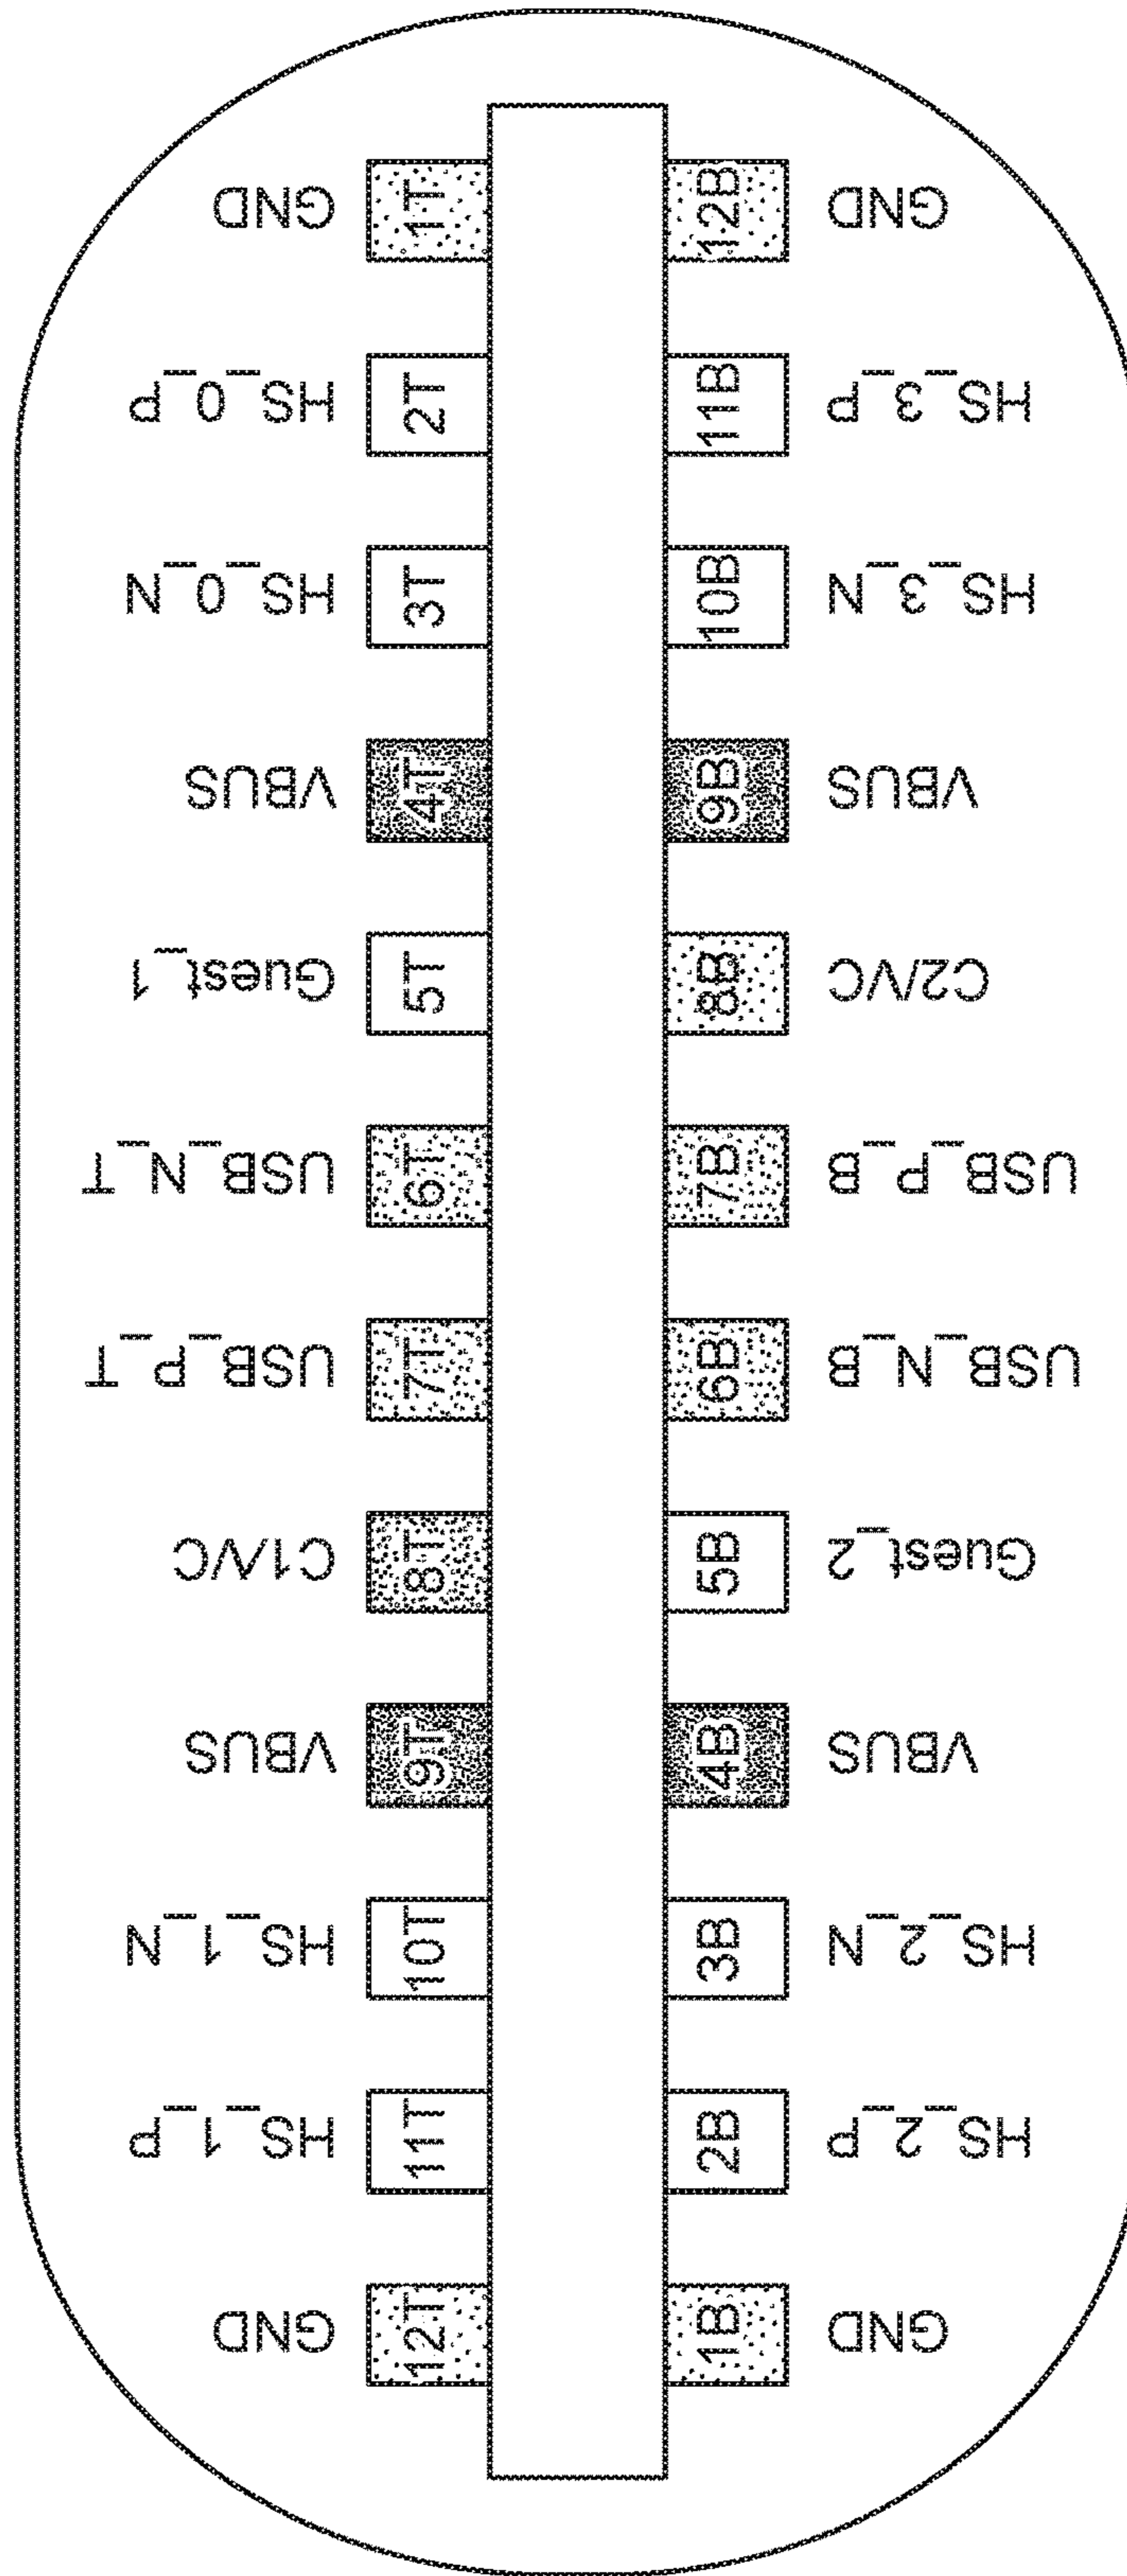 GND 1T 12B GND
HS_0_P 2T 11B HS_3_P
HS_0_N 3T 10B HS_3_N
VBUS 4T 9B VBUS
Guest_1 5T 8B C2/VC
USB_N_T 6T 7B USB_P_B
USB_P_T 7T 6B USB_N_B
C1/VC 8T 5B Guest_2
VBUS 9T 4B VBUS
HS_1_N 10T 3B HS_2_N
HS_1_P 11T 2B HS_2_P
GND 12T 1B GND